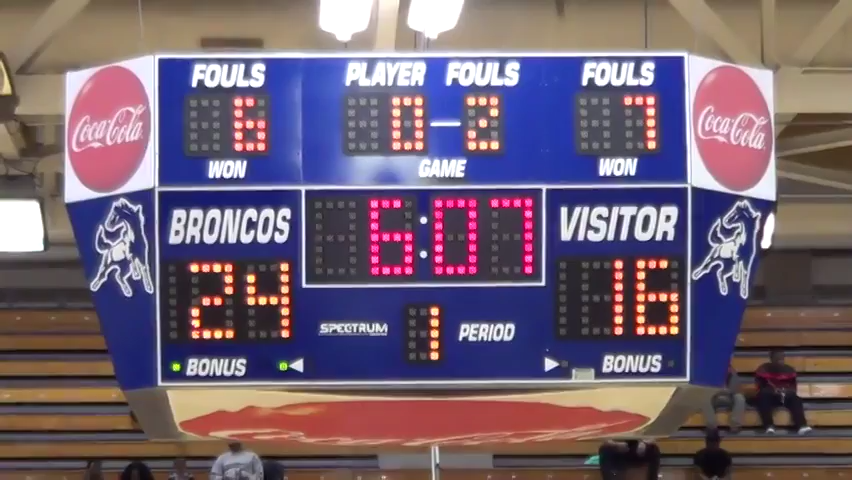 FOULS PLAYER FOULS FOULS
6 0-2 7
WON GAME WON
Coca-Cola Coca-Cola
BRONCOS 6:07 VISITOR
24 16
SPECTRUM 1 PERIOD
BONUS BONUS